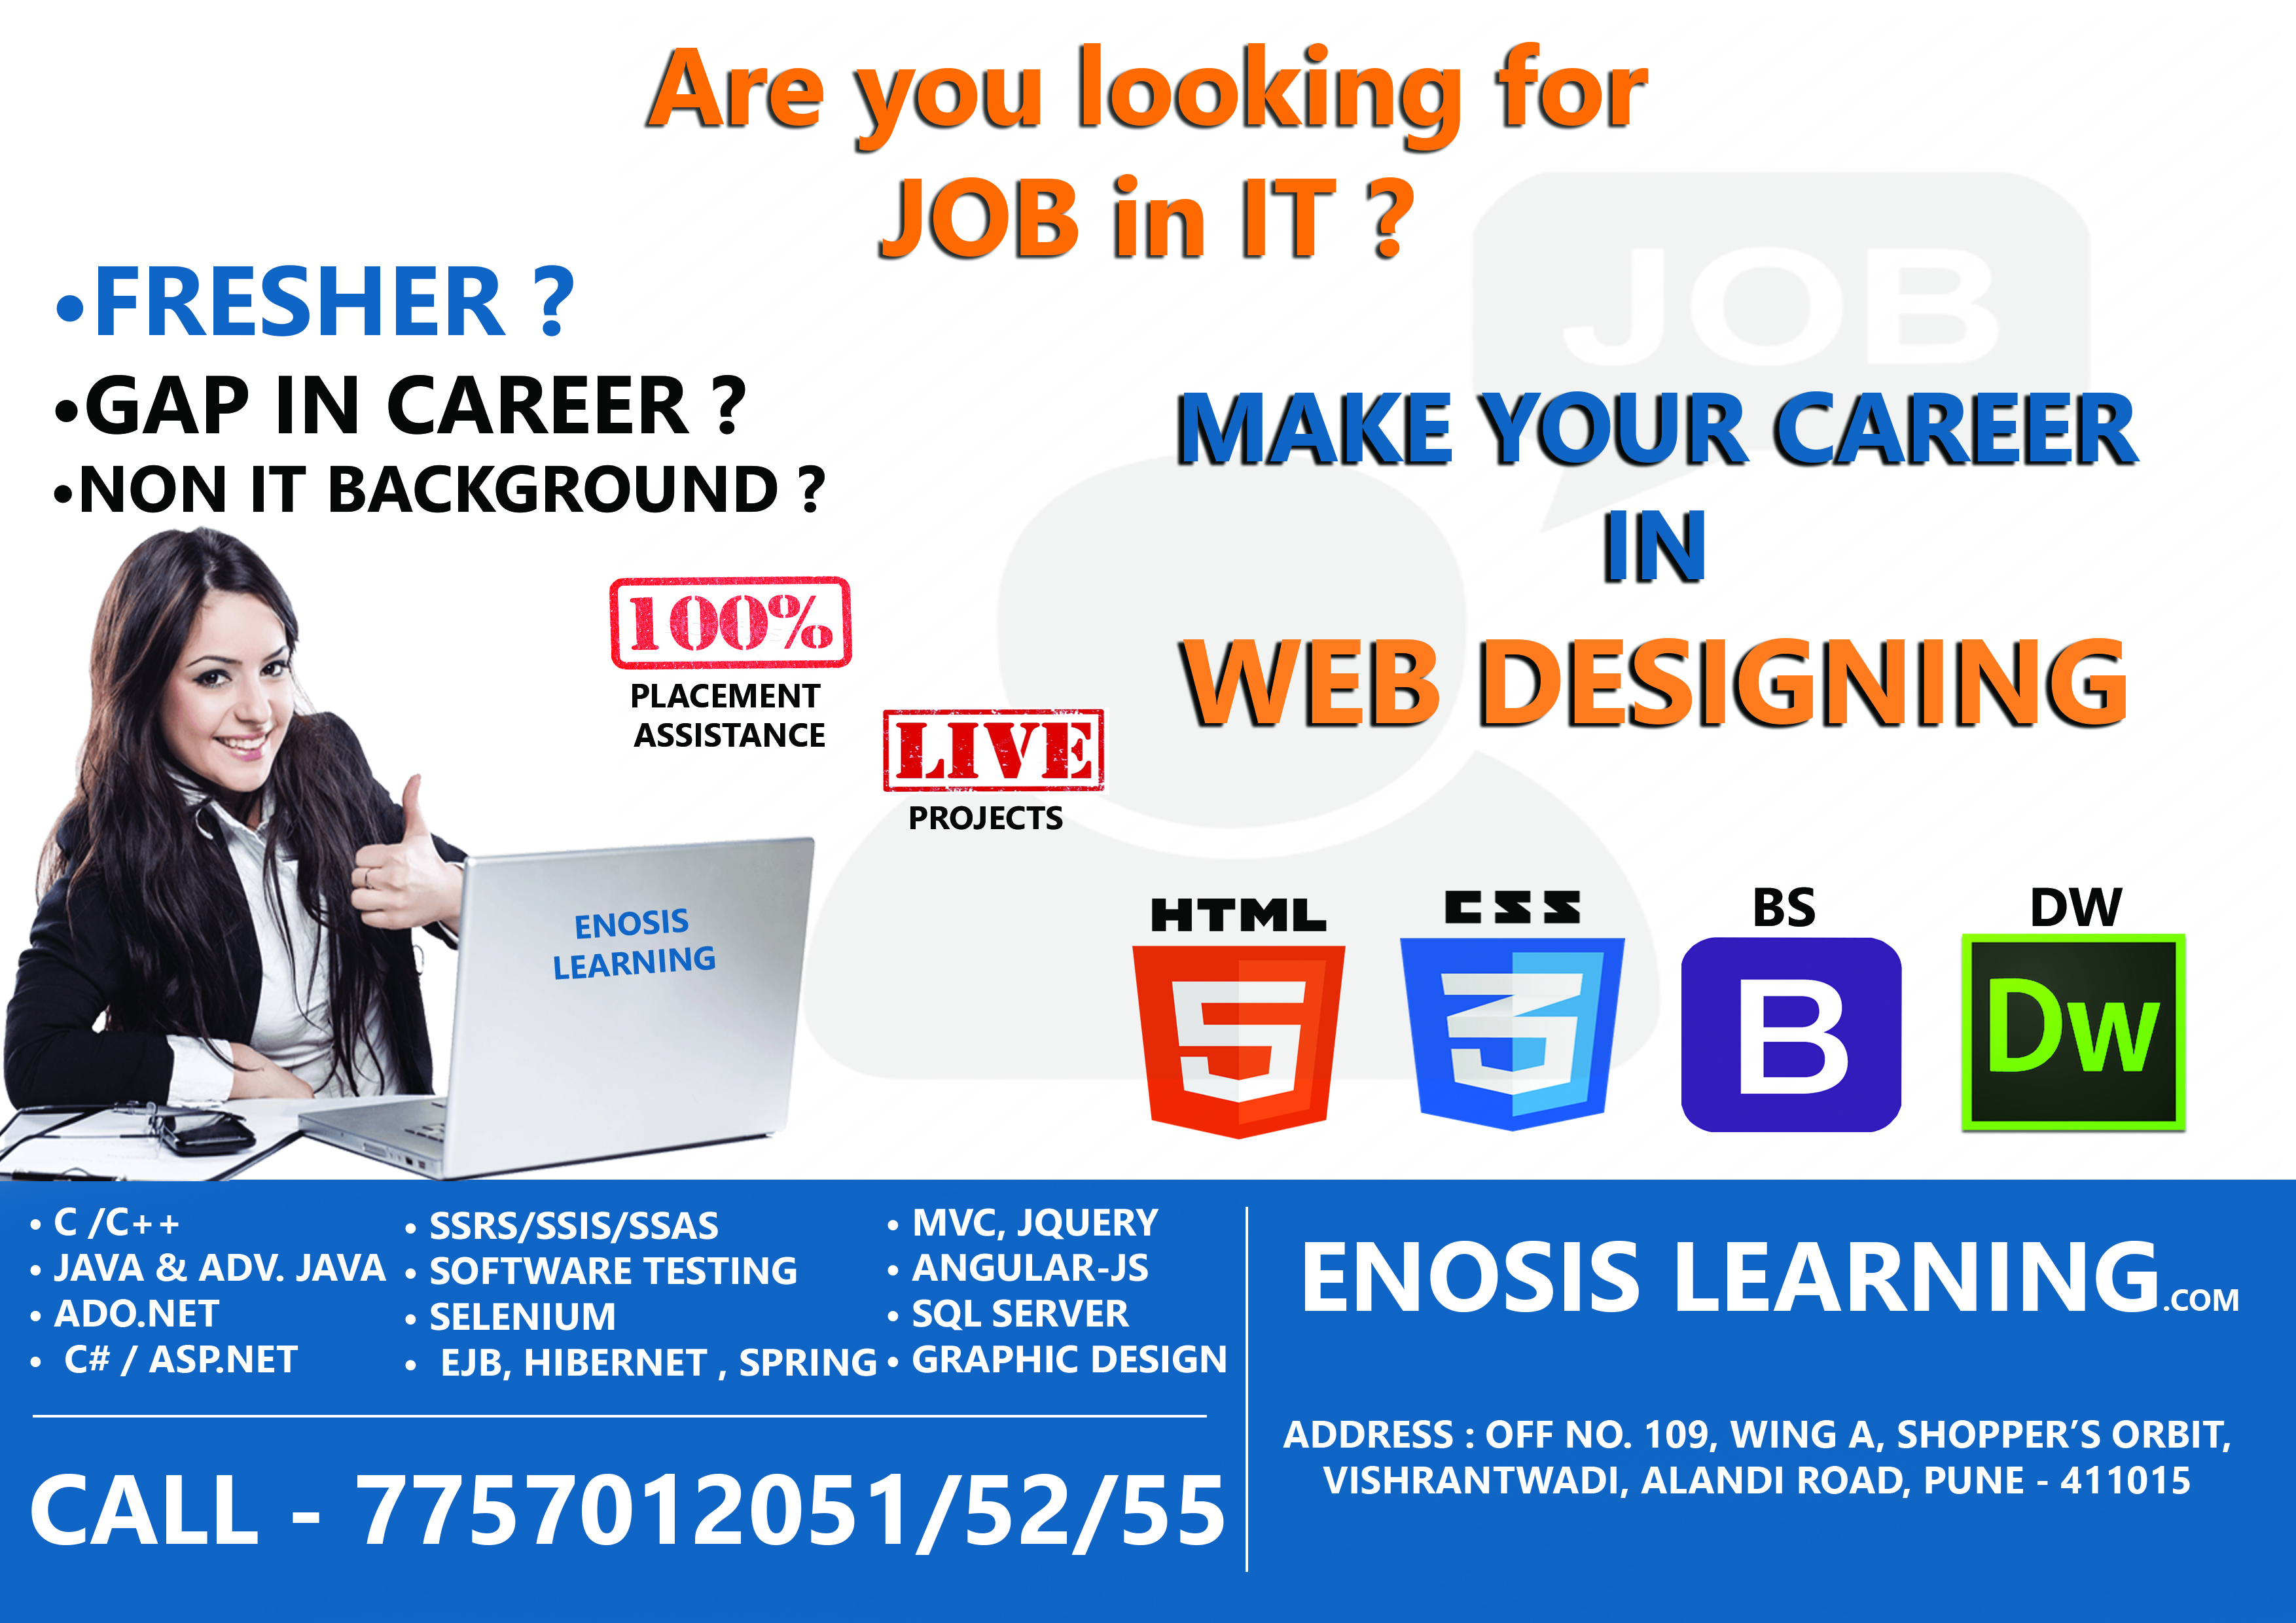 Are you looking for
JOB in IT ?
JOB
•FRESHER ?
•GAP IN CAREER ?
•NON IT BACKGROUND ?
MAKE YOUR CAREER
IN
WEB DESIGNING
100%
PLACEMENT
ASSISTANCE
LIVE
PROJECTS
ENOSIS
LEARNING
HTML
5
CSS
3
BS
B
DW
Dw
• C /C++
• JAVA & ADV. JAVA
• ADO.NET
• C# / ASP.NET
• SSRS/SSIS/SSAS
• SOFTWARE TESTING
• SELENIUM
• EJB, HIBERNET , SPRING
• MVC, JQUERY
• ANGULAR-JS
• SQL SERVER
• GRAPHIC DESIGN
CALL - 7757012051/52/55
ENOSIS LEARNING.COM
ADDRESS : OFF NO. 109, WING A, SHOPPER’S ORBIT,
VISHRANTWADI, ALANDI ROAD, PUNE - 411015